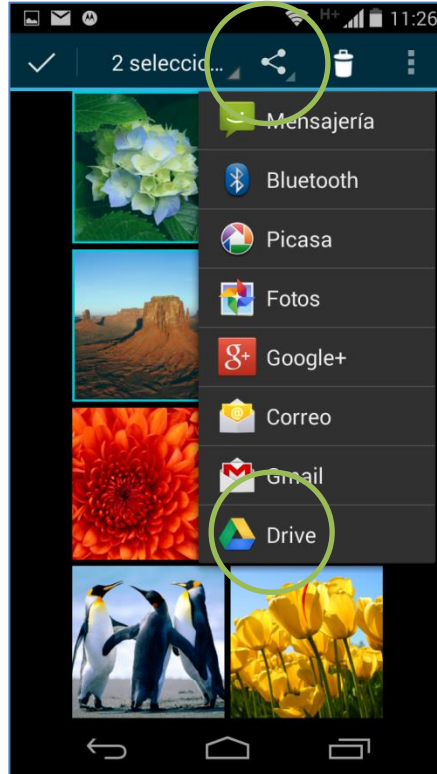 H+ 11:26
2 seleccio...
Mensajería
Bluetooth
Picasa
Fotos
g+ Google+
Correo
Gmail
Drive